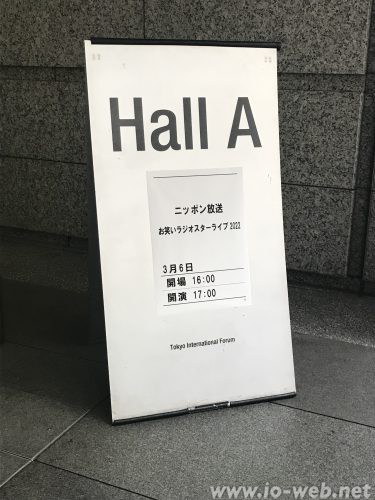 Hall A
ニッポン放送
お笑いラジオスターライブ 2022
3月6日
開場 16:00
開演 17:00
Tokyo International Forum
www.io-web.net